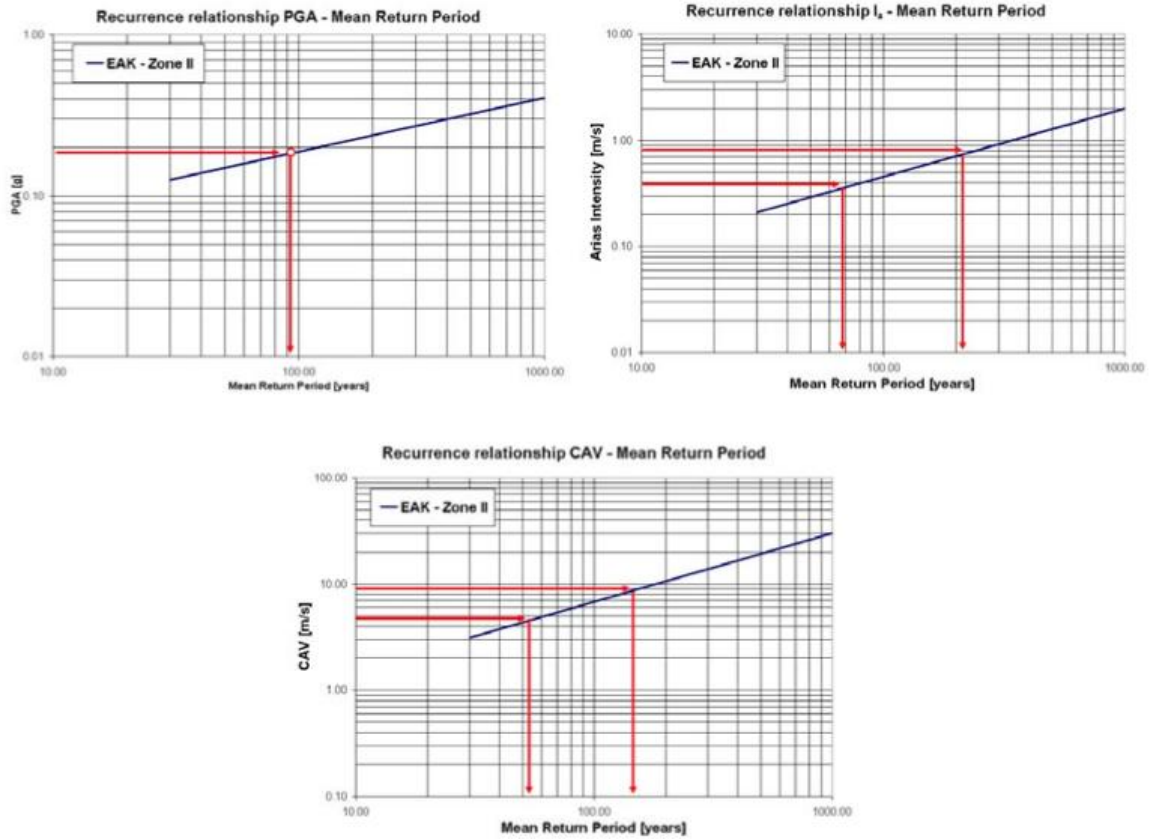 Recurrence relationship PGA - Mean Return Period
1.00
EAK - Zone II
PGA [g]
0.10
0.01
10.00 100.00 1000.00
Mean Return Period [years]
Recurrence relationship Iₐ - Mean Return Period
10.00
EAK - Zone II
Arias Intensity [m/s]
1.00
0.10
0.01
10.00 100.00 1000.00
Mean Return Period [years]
Recurrence relationship CAV - Mean Return Period
100.00
EAK - Zone II
10.00
CAV [m/s]
1.00
0.10
10.00 100.00 1000.00
Mean Return Period [years]